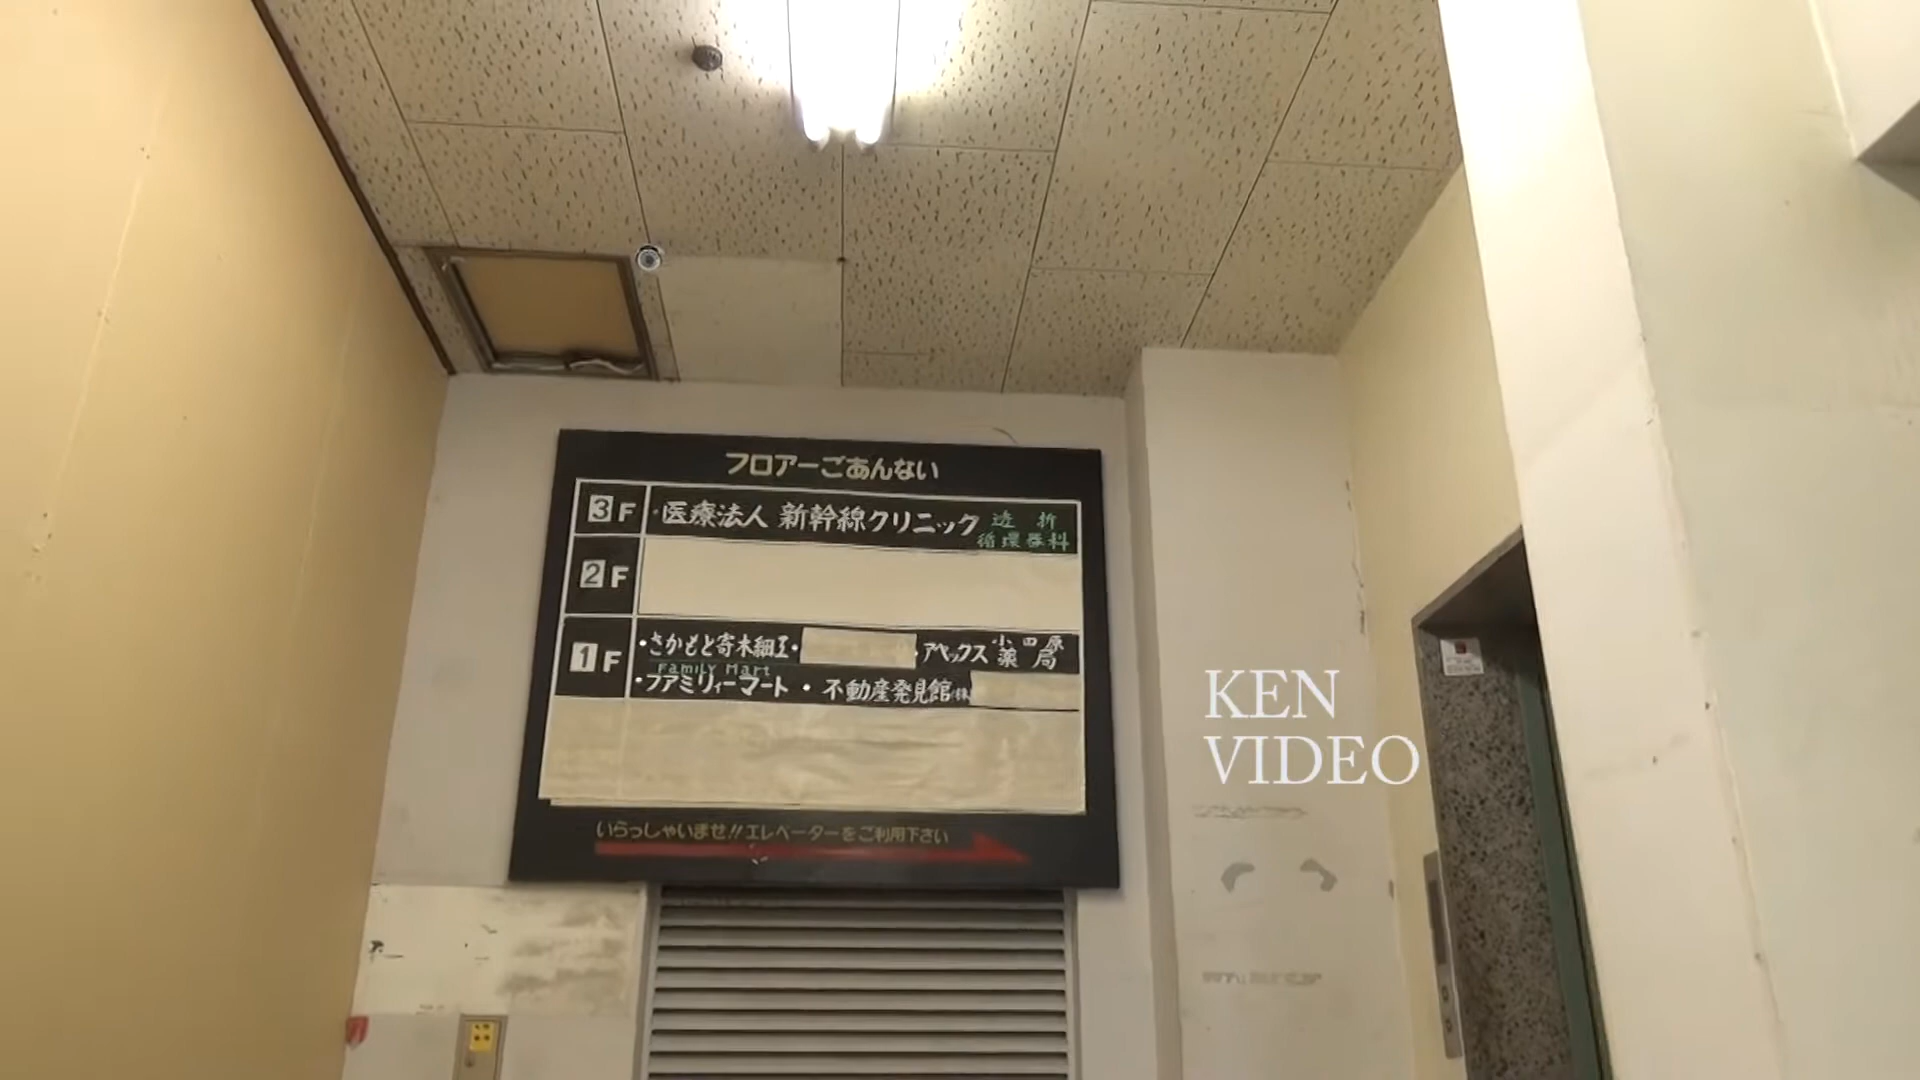 フロアーごあんない
3F ・医療法人 新幹線クリニック 透析
循環器科
2F
1F ・さかもと寄木細工・ ・アペックス 小田原薬局
Family Mart
・ファミリィーマート ・不動産発見館(株)
いらっしゃいませ!!エレベーターをご利用下さい
KEN
VIDEO